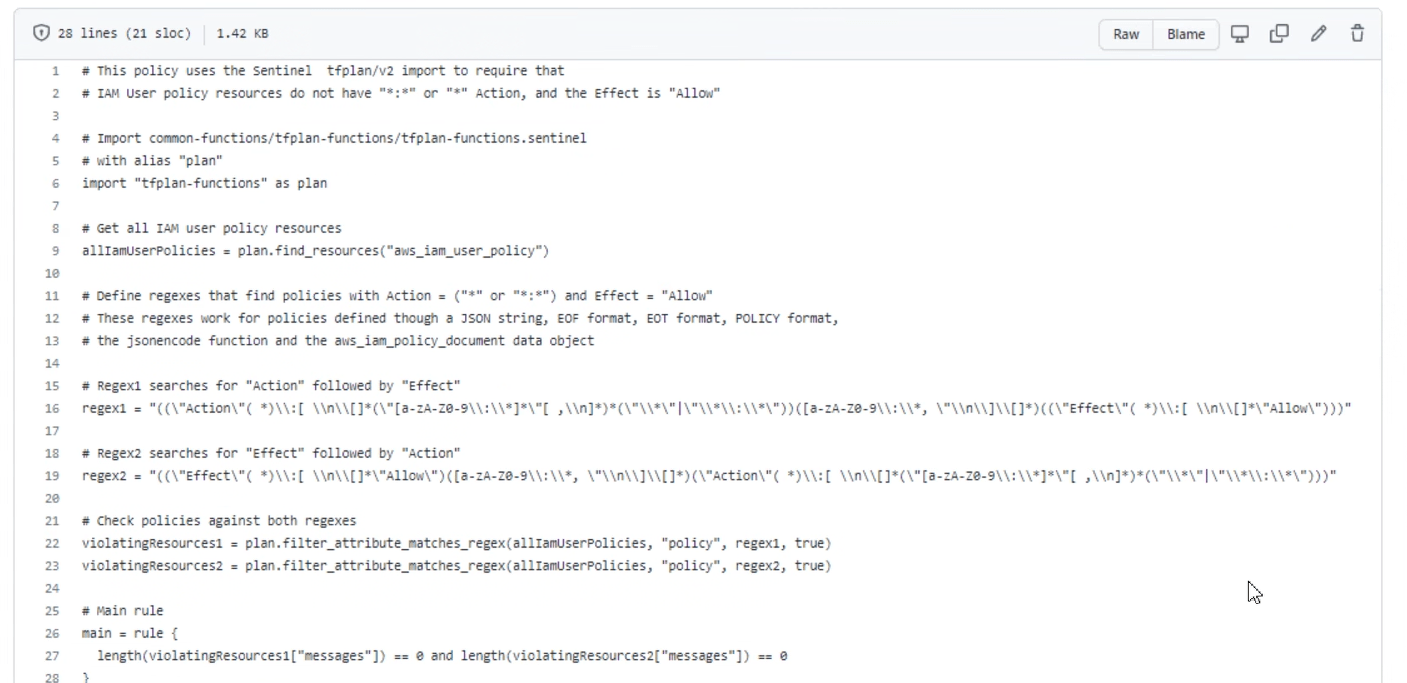 28 lines (21 sloc) 1.42 KB Raw Blame
1 # This policy uses the Sentinel  tfplan/v2 import to require that
2 # IAM User policy resources do not have "*:*" or "*" Action, and the Effect is "Allow"
3
4 # Import common-functions/tfplan-functions/tfplan-functions.sentinel
5 # with alias "plan"
6 import "tfplan-functions" as plan
7
8 # Get all IAM user policy resources
9 allIamUserPolicies = plan.find_resources("aws_iam_user_policy")
10
11 # Define regexes that find policies with Action = ("*" or "*:*") and Effect = "Allow"
12 # These regexes work for policies defined though a JSON string, EOF format, EOT format, POLICY format,
13 # the jsonencode function and the aws_iam_policy_document data object
14
15 # Regex1 searches for "Action" followed by "Effect"
16 regex1 = "((\"Action\"( *)\\:[ \\n\\[]*(\"[a-zA-Z0-9\\:\\*]*\"[ ,\\n]*)*(\"\\*\"|\"\\*\\:\\*\"))([a-zA-Z0-9\\:\\*, \"\\n\\]\\[]*)((\"Effect\"( *)\\:[ \\n\\[]*\"Allow\")))"
17
18 # Regex2 searches for "Effect" followed by "Action"
19 regex2 = "((\"Effect\"( *)\\:[ \\n\\[]*\"Allow\")([a-zA-Z0-9\\:\\*, \"\\n\\]\\[]*)(\"Action\"( *)\\:[ \\n\\[]*(\"[a-zA-Z0-9\\:\\*]*\"[ ,\\n]*)*(\"\\*\"|\"\\*\\:\\*\")))"
20
21 # Check policies against both regexes
22 violatingResources1 = plan.filter_attribute_matches_regex(allIamUserPolicies, "policy", regex1, true)
23 violatingResources2 = plan.filter_attribute_matches_regex(allIamUserPolicies, "policy", regex2, true)
24
25 # Main rule
26 main = rule {
27   length(violatingResources1["messages"]) == 0 and length(violatingResources2["messages"]) == 0
28 }